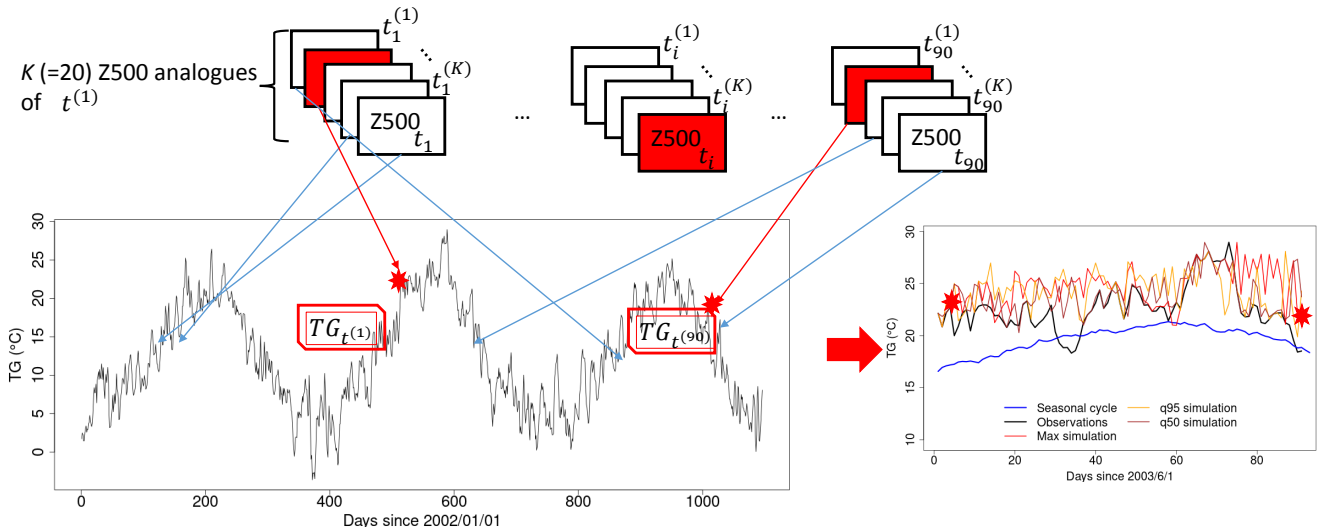 K (=20) Z500 analogues
of t^(1)
t_1^(1)
...
t_1^(K)
Z500
t_1
...
t_i^(1)
...
t_i^(K)
Z500
t_i
...
t_90^(1)
...
t_90^(K)
Z500
t_90
TG (°C)
30
25
20
15
10
5
0
TG_t^(1)
TG_t^(90)
0
200
400
600
800
1000
Days since 2002/01/01
TG (°C)
30
25
20
15
10
Seasonal cycle
Observations
Max simulation
q95 simulation
q50 simulation
0
20
40
60
80
Days since 2003/6/1